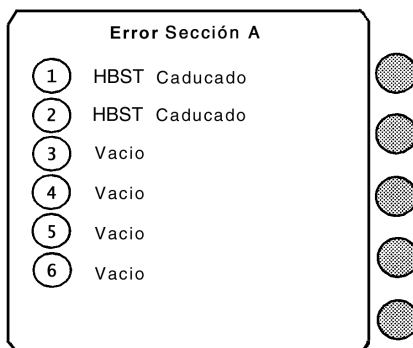 Error Sección A
1 HBST Caducado
2 HBST Caducado
3 Vacio
4 Vacio
5 Vacio
6 Vacio